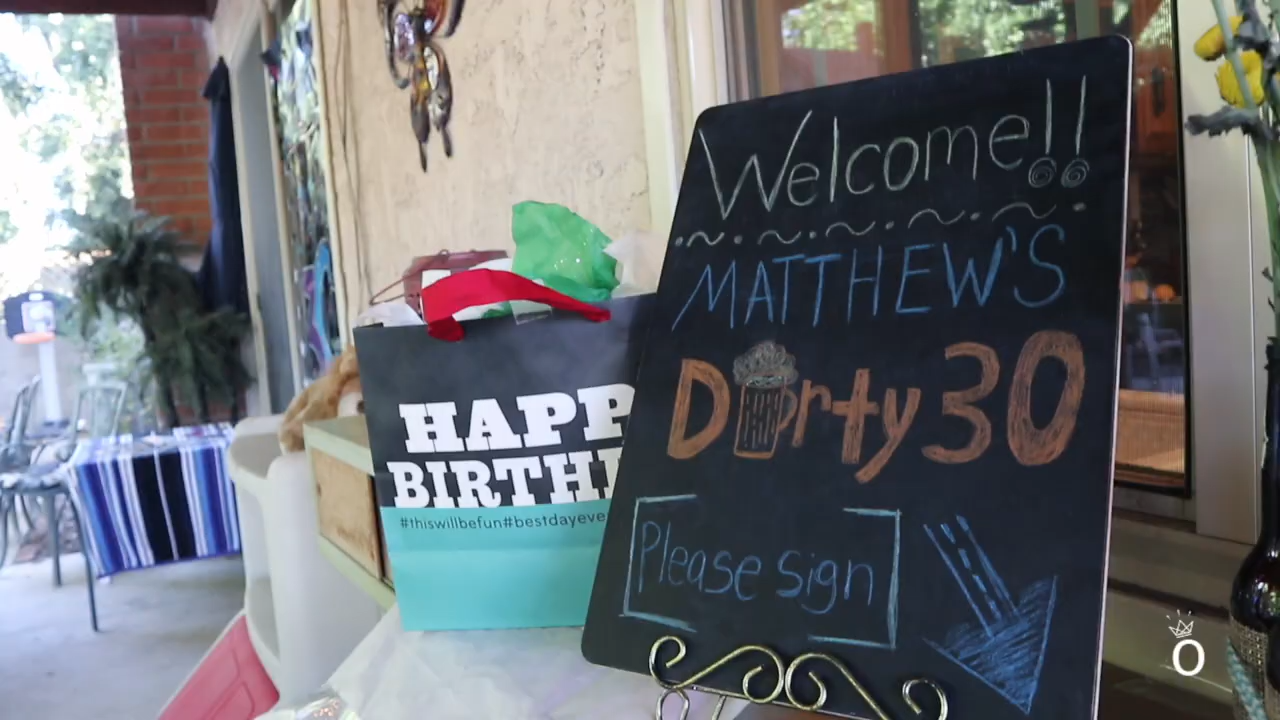 Welcome!!
MATTHEW'S
Dirty 30
Please sign
HAPP
BIRTH
#thiswillbefun#bestdayeve
O